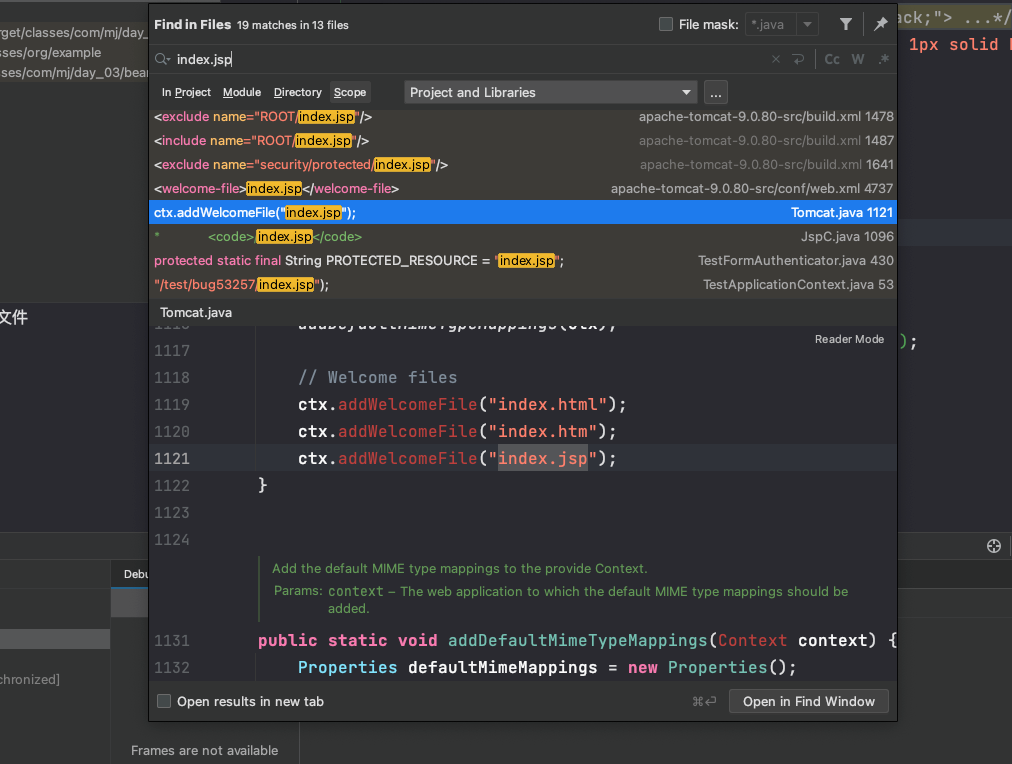 rget/classes/com/mj/day_
sses/org/example
ses/com/mj/day_03/bear
ack;"> ...*/
1px solid
Find in Files 19 matches in 13 files
File mask: *.java
index.jsp
Cc W .*
In Project Module Directory Scope Project and Libraries ...
<exclude name="ROOT/index.jsp"/> apache-tomcat-9.0.80-src/build.xml 1478
<include name="ROOT/index.jsp"/> apache-tomcat-9.0.80-src/build.xml 1487
<exclude name="security/protected/index.jsp"/> apache-tomcat-9.0.80-src/build.xml 1641
<welcome-file>index.jsp</welcome-file> apache-tomcat-9.0.80-src/conf/web.xml 4737
ctx.addWelcomeFile("index.jsp"); Tomcat.java 1121
* <code>/index.jsp</code> JspC.java 1096
protected static final String PROTECTED_RESOURCE = "index.jsp"; TestFormAuthenticator.java 430
"/test/bug53257/index.jsp"); TestApplicationContext.java 53
文件
Tomcat.java
1116 addDefaultMimeTypeMappings(ctx);
Reader Mode
);
1117
1118 // Welcome files
1119 ctx.addWelcomeFile("index.html");
1120 ctx.addWelcomeFile("index.htm");
1121 ctx.addWelcomeFile("index.jsp");
1122 }
1123
1124
Add the default MIME type mappings to the provide Context.
Params: context – The web application to which the default MIME type mappings should be
added.
1131 public static void addDefaultMimeTypeMappings(Context context) {
1132 Properties defaultMimeMappings = new Properties();
Debu
chronized]
Open results in new tab ⌘↩ Open in Find Window
Frames are not available